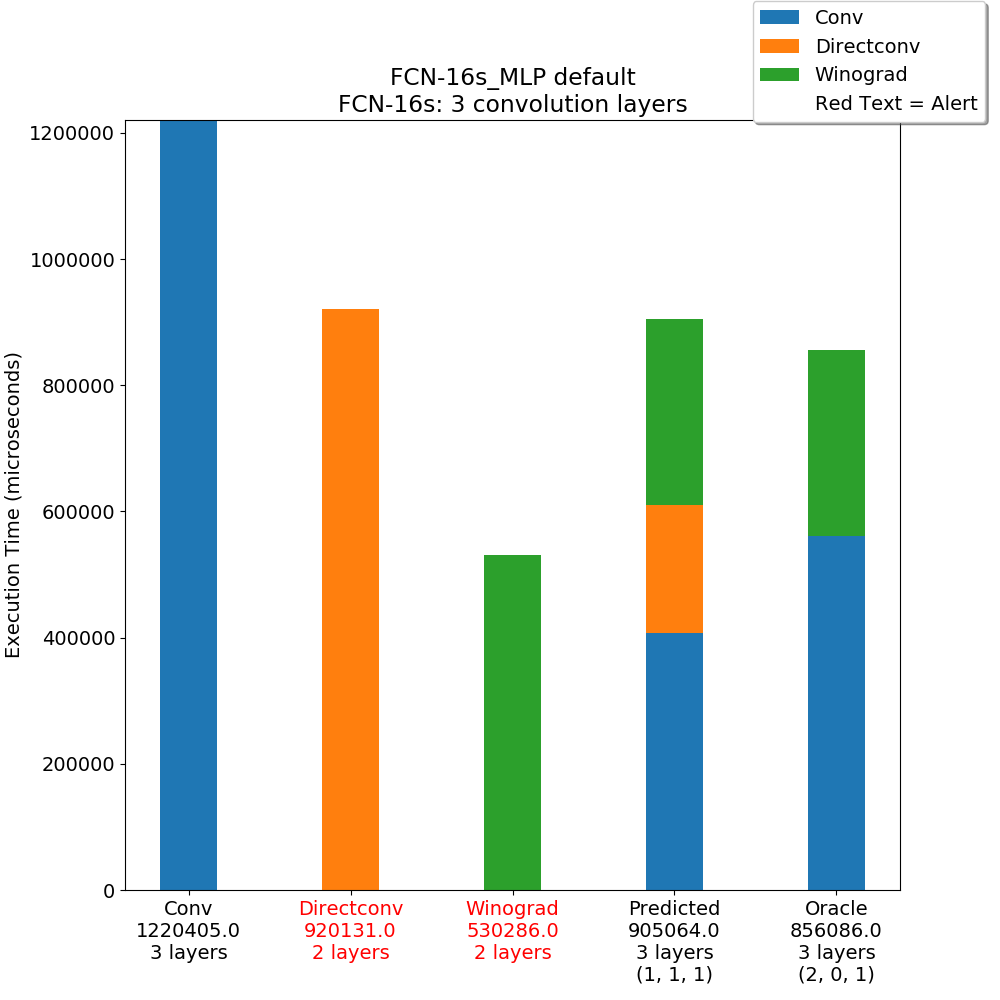 Conv
Directconv
Winograd
Red Text = Alert
FCN-16s_MLP default
FCN-16s: 3 convolution layers
Execution Time (microseconds)
1200000
1000000
800000
600000
400000
200000
0
Conv
1220405.0
3 layers
Directconv
920131.0
2 layers
Winograd
530286.0
2 layers
Predicted
905064.0
3 layers
(1, 1, 1)
Oracle
856086.0
3 layers
(2, 0, 1)